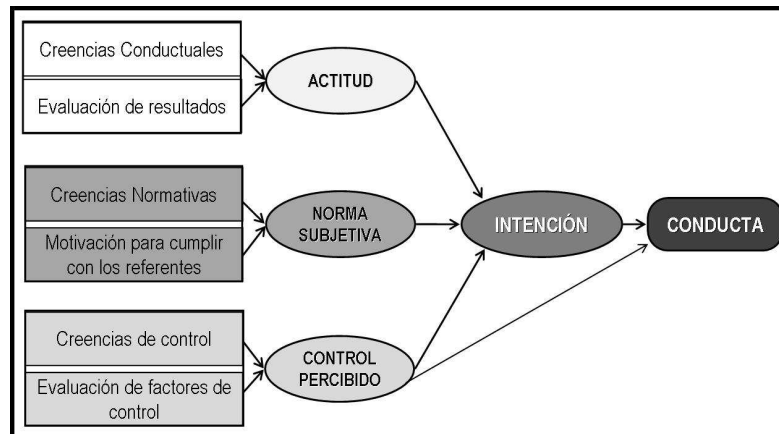 Creencias Conductuales
Evaluación de resultados
ACTITUD
Creencias Normativas
Motivación para cumplir
con los referentes
NORMA
SUBJETIVA
INTENCIÓN
CONDUCTA
Creencias de control
Evaluación de factores de
control
CONTROL
PERCIBIDO